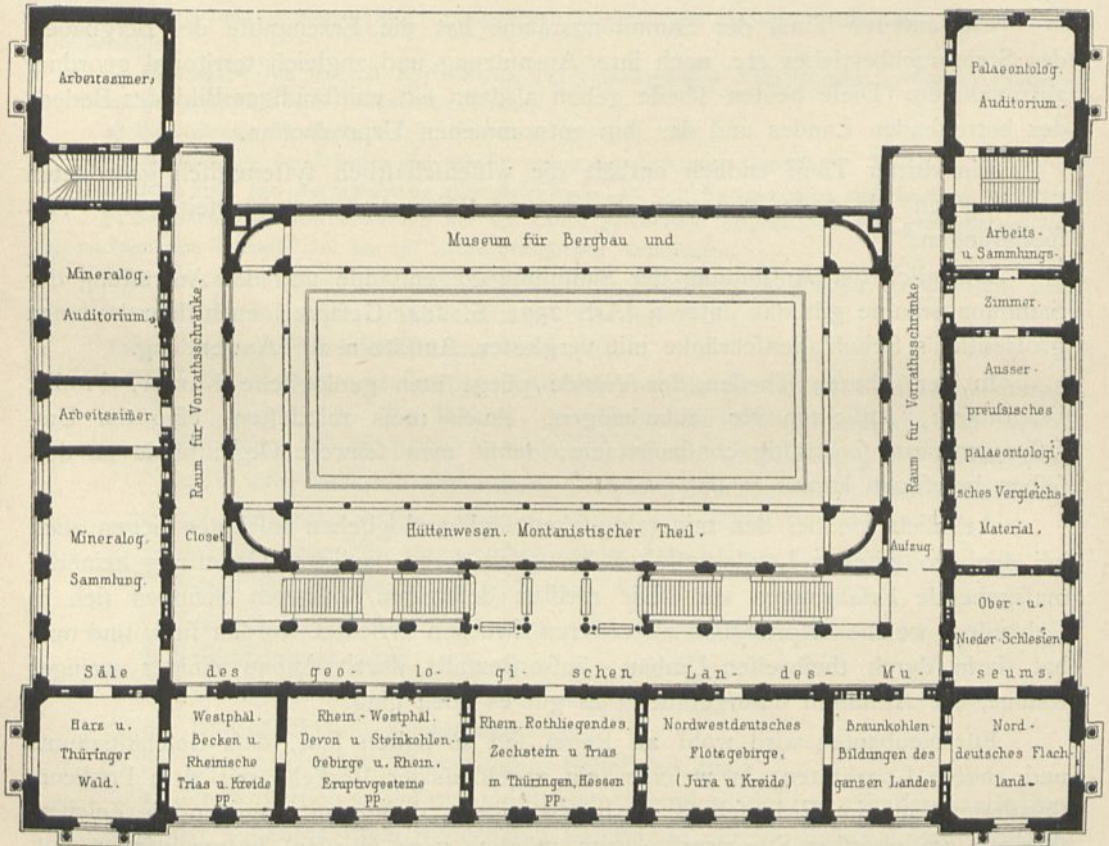 Arbeitszimer,
Palaeontolog.
Auditorium.
Arbeits-
u Sammlungs-
Zimmer
Museum für Bergbau und
Mineralog.
Auditorium,
Raum für Vorrathsschränke.
Raum für Vorrathsschränke.
Ausser-
preußisches
palaeontologi
sches Vergleichs
Material.
Arbeitszimer
Mineralog.
Sammlung.
Closet
Hüttenwesen. Montanistischer Theil.
Aufzug
Ober- u.
Nieder-Schlesien
Säle des geo-lo-gi-schen Lan-des-Mu-seums.
Harz u.
Thüringer
Wald.
Westphäl.
Becken u
Rheinische
Trias u. Kreide
pp.
Rhein.-Westphäl.
Devon u Steinkohlen-
Gebirge u. Rhein.
Eruptivgesteine
pp.
Rhein. Rothliegendes,
Zechstein u Trias
in Thüringen, Hessen
pp.
Nordwestdeutsches
Flötzgebirge,
(Jura u. Kreide)
Braunkohlen
Bildungen des
ganzen Landes
Nord-
deutsches Flach-
land.-